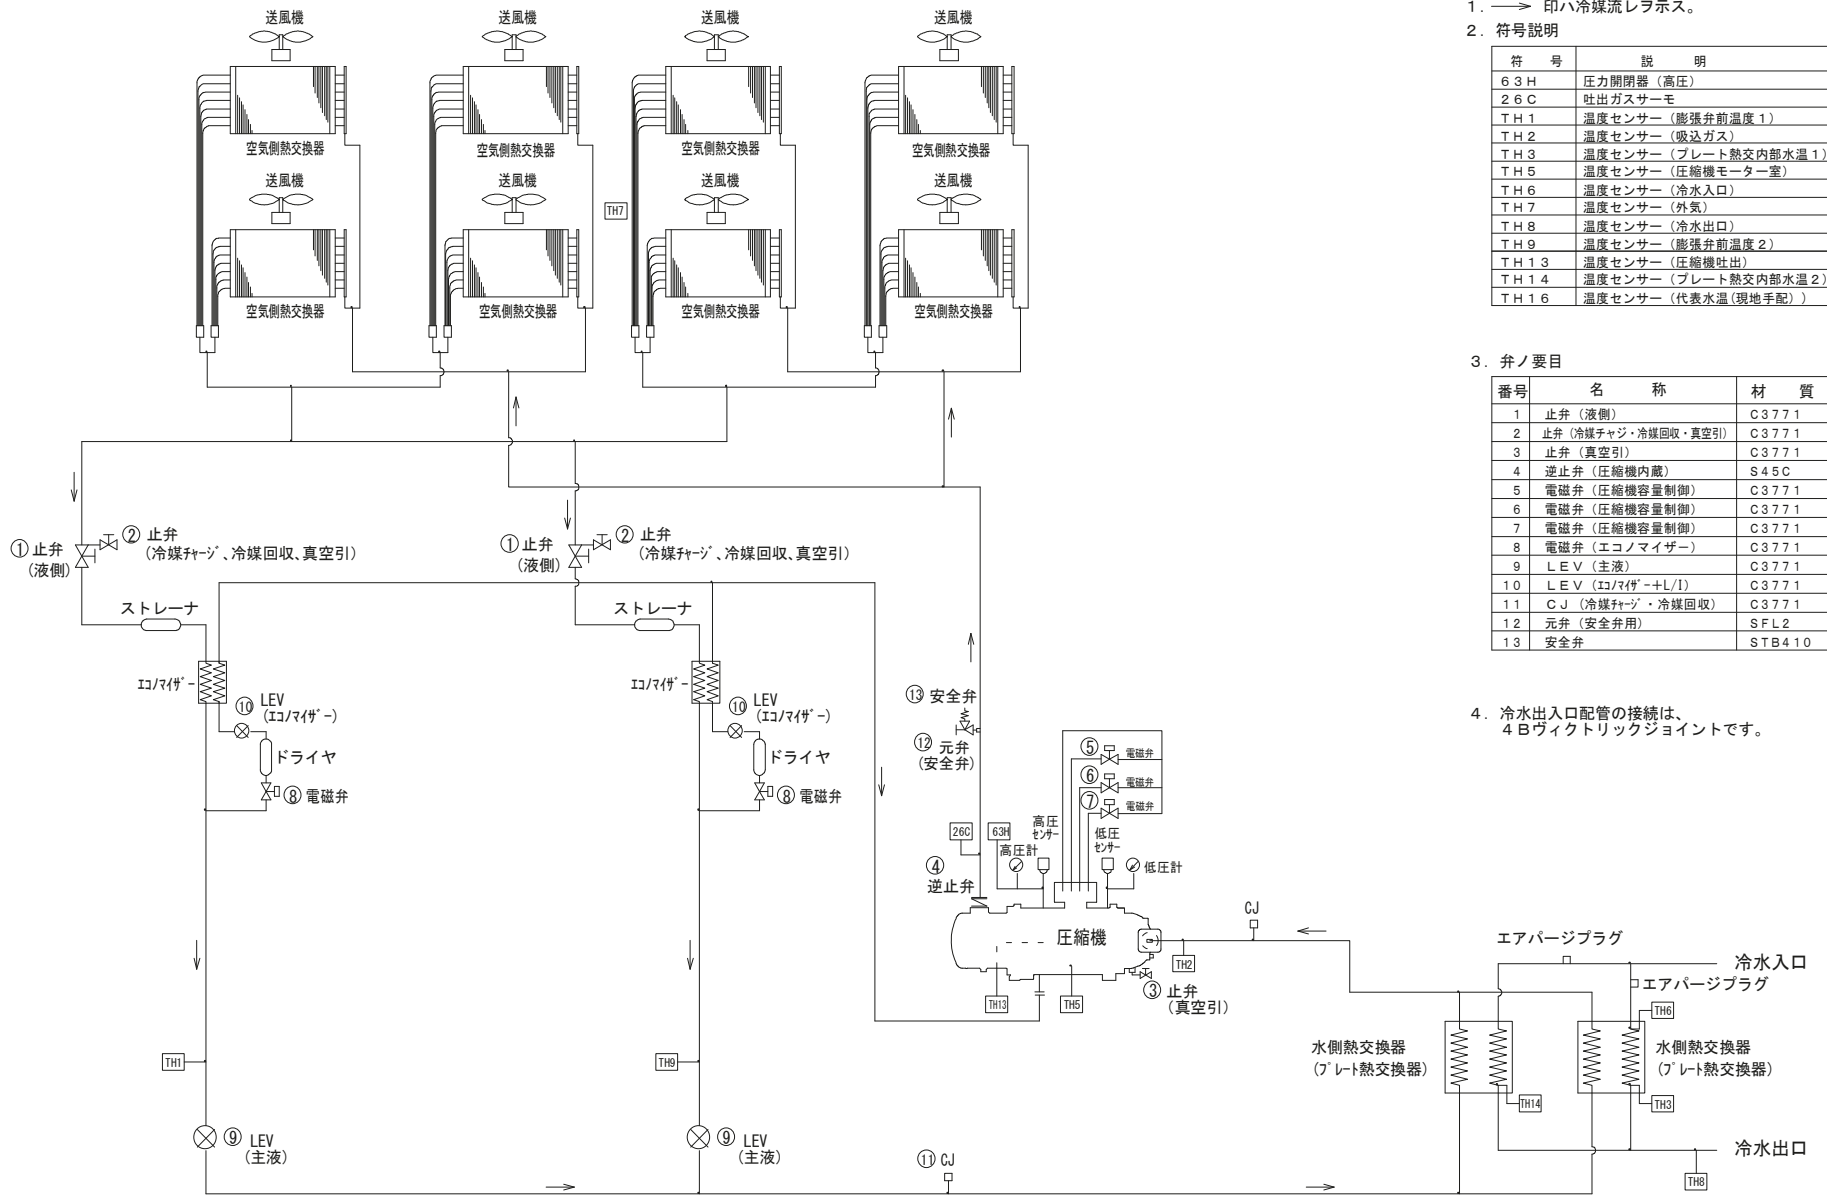 送風機
送風機
送風機
送風機
空気側熱交換器
空気側熱交換器
空気側熱交換器
空気側熱交換器
送風機
送風機
送風機
送風機
TH7
空気側熱交換器
空気側熱交換器
空気側熱交換器
空気側熱交換器
① 止弁
(液側)
② 止弁
(冷媒ﾁｬｰｼﾞ、冷媒回収、真空引)
① 止弁
(液側)
② 止弁
(冷媒ﾁｬｰｼﾞ、冷媒回収、真空引)
ストレーナ
ストレーナ
ｴｺﾉﾏｲｻﾞｰ
⑩ LEV
(ｴｺﾉﾏｲｻﾞｰ)
ドライヤ
⑧ 電磁弁
ｴｺﾉﾏｲｻﾞｰ
⑩ LEV
(ｴｺﾉﾏｲｻﾞｰ)
ドライヤ
⑧ 電磁弁
⑬ 安全弁
⑫ 元弁
(安全弁)
⑤ 電磁弁
⑥ 電磁弁
⑦ 電磁弁
26C
63H
高圧
ｾﾝｻｰ
高圧計
低圧
ｾﾝｻｰ
低圧計
④
逆止弁
圧縮機
CJ
TH2
TH13
TH5
③ 止弁
(真空引)
エアパージプラグ
冷水入口
エアパージプラグ
TH6
水側熱交換器
(ﾌﾟﾚｰﾄ熱交換器)
水側熱交換器
(ﾌﾟﾚｰﾄ熱交換器)
TH14
TH3
冷水出口
TH8
TH1
TH9
⑨ LEV
(主液)
⑨ LEV
(主液)
⑪ CJ
1. → 印ハ冷媒流レヲ示ス。
2. 符号説明
符 号 説 明
63H 圧力開閉器（高圧）
26C 吐出ガスサーモ
TH1 温度センサー（膨張弁前温度1）
TH2 温度センサー（吸込ガス）
TH3 温度センサー（プレート熱交内部水温1）
TH5 温度センサー（圧縮機モーター室）
TH6 温度センサー（冷水入口）
TH7 温度センサー（外気）
TH8 温度センサー（冷水出口）
TH9 温度センサー（膨張弁前温度2）
TH13 温度センサー（圧縮機吐出）
TH14 温度センサー（プレート熱交内部水温2）
TH16 温度センサー（代表水温(現地手配)）
3. 弁ノ要目
番号 名 称 材 質
1 止弁（液側） C3771
2 止弁（冷媒チャジ・冷媒回収・真空引） C3771
3 止弁（真空引） C3771
4 逆止弁（圧縮機内蔵） S45C
5 電磁弁（圧縮機容量制御） C3771
6 電磁弁（圧縮機容量制御） C3771
7 電磁弁（圧縮機容量制御） C3771
8 電磁弁（エコノマイザー） C3771
9 LEV（主液） C3771
10 LEV（ｴｺﾉﾏｲｻﾞｰ+L/I） C3771
11 CJ（冷媒ﾁｬｰｼﾞ・冷媒回収） C3771
12 元弁（安全弁用） SFL2
13 安全弁 STB410
4. 冷水出入口配管の接続は、
4Bヴィクトリックジョイントです。